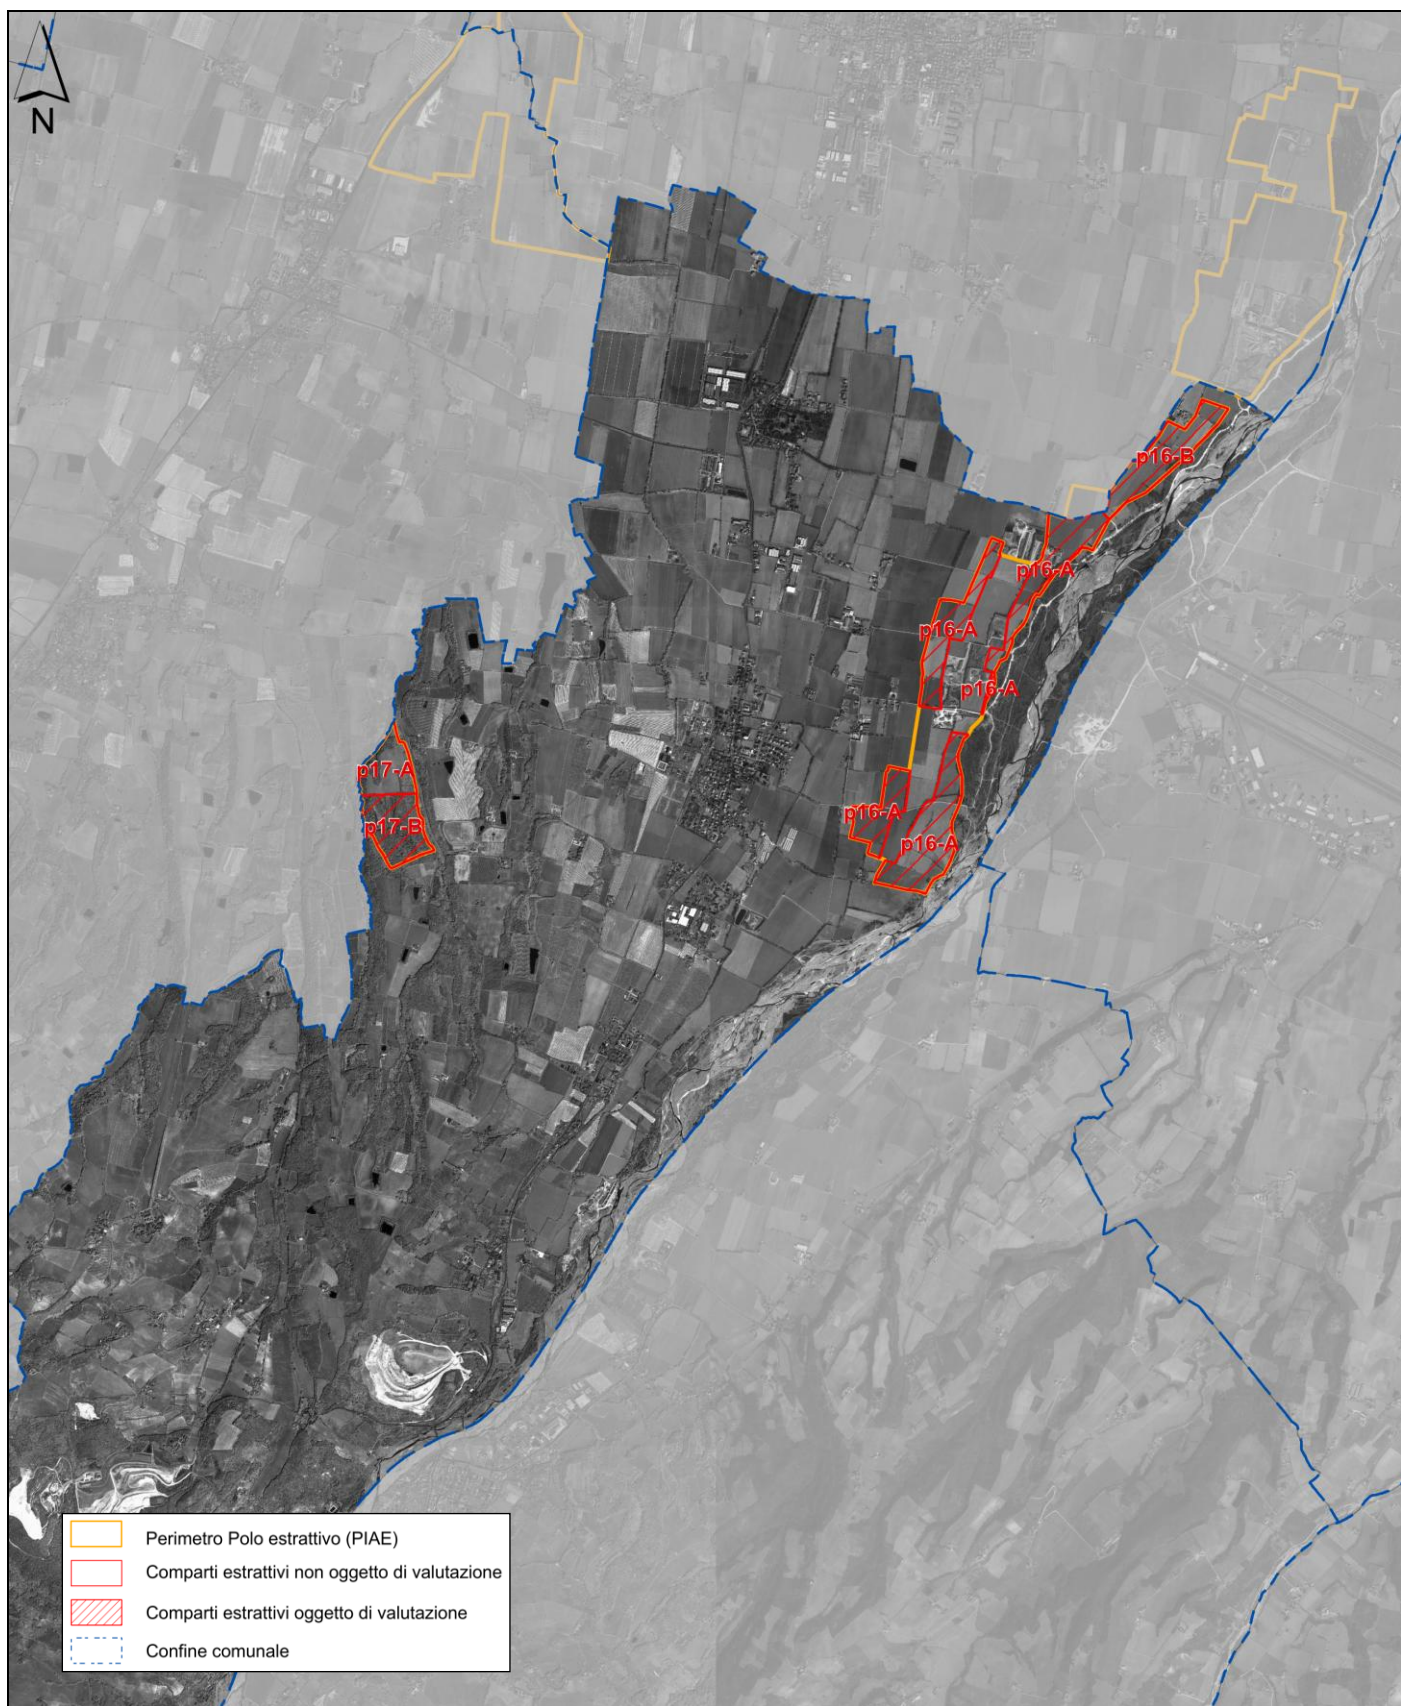 N
p16-B
p16-A
p16-A
p16-A
p17-A
p16-A
p17-B
p16-A
Perimetro Polo estrattivo (PIAE)
Comparti estrattivi non oggetto di valutazione
Comparti estrattivi oggetto di valutazione
Confine comunale